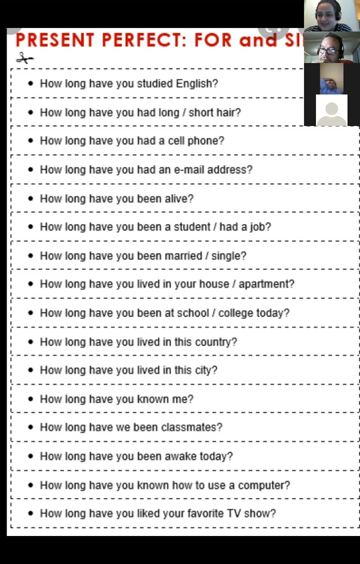 PRESENT PERFECT: FOR and
• How long have you studied English?
• How long have you had long / short hair?
• How long have you had a cell phone?
• How long have you had an e-mail address?
• How long have you been alive?
• How long have you been a student / had a job?
• How long have you been married / single?
• How long have you lived in your house / apartment?
• How long have you been at school / college today?
• How long have you lived in this country?
• How long have you lived in this city?
• How long have you known me?
• How long have we been classmates?
• How long have you been awake today?
• How long have you known how to use a computer?
• How long have you liked your favorite TV show?